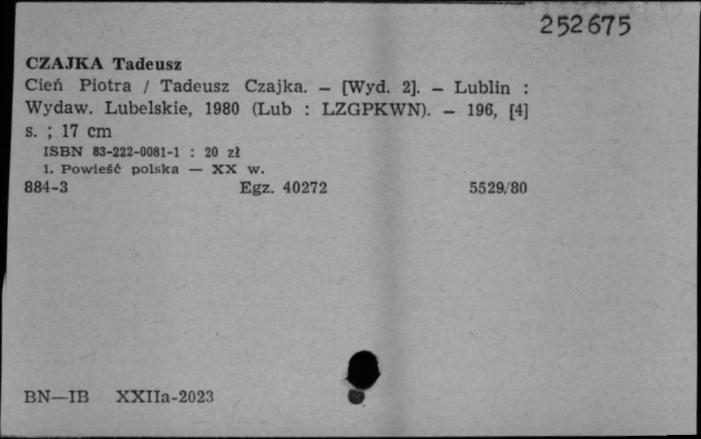 252675
CZAJKA Tadeusz
Cień Piotra / Tadeusz Czajka. — [Wyd. 2]. — Lublin :
Wydaw. Lubelskie, 1980 (Lub : LZGPKWN). — 196, [4]
s. ; 17 cm
ISBN 83-222-0081-1 : 20 zł
1. Powieść polska — XX w.
884-3 Egz. 40272 5529/80
BN—IB XXIIa-2023